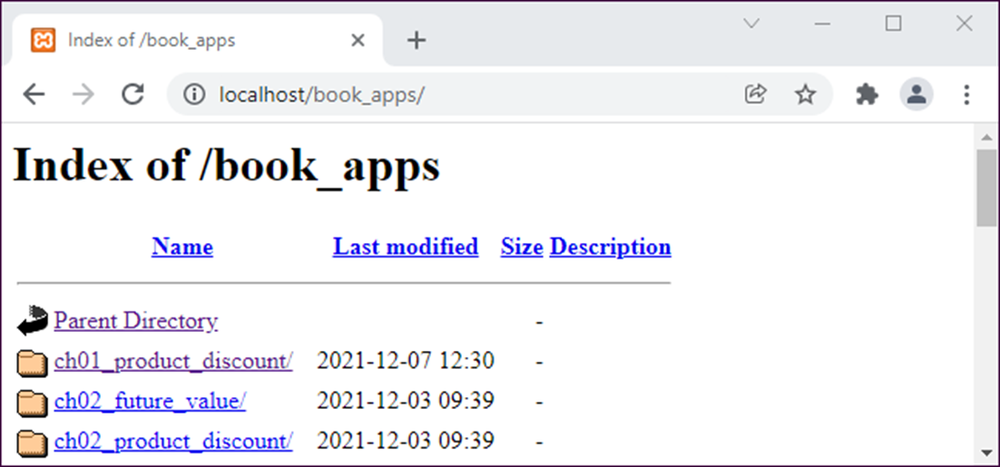 Index of /book_apps
localhost/book_apps/
Index of /book_apps
Name Last modified Size Description
Parent Directory -
ch01_product_discount/ 2021-12-07 12:30 -
ch02_future_value/ 2021-12-03 09:39 -
ch02_product_discount/ 2021-12-03 09:39 -